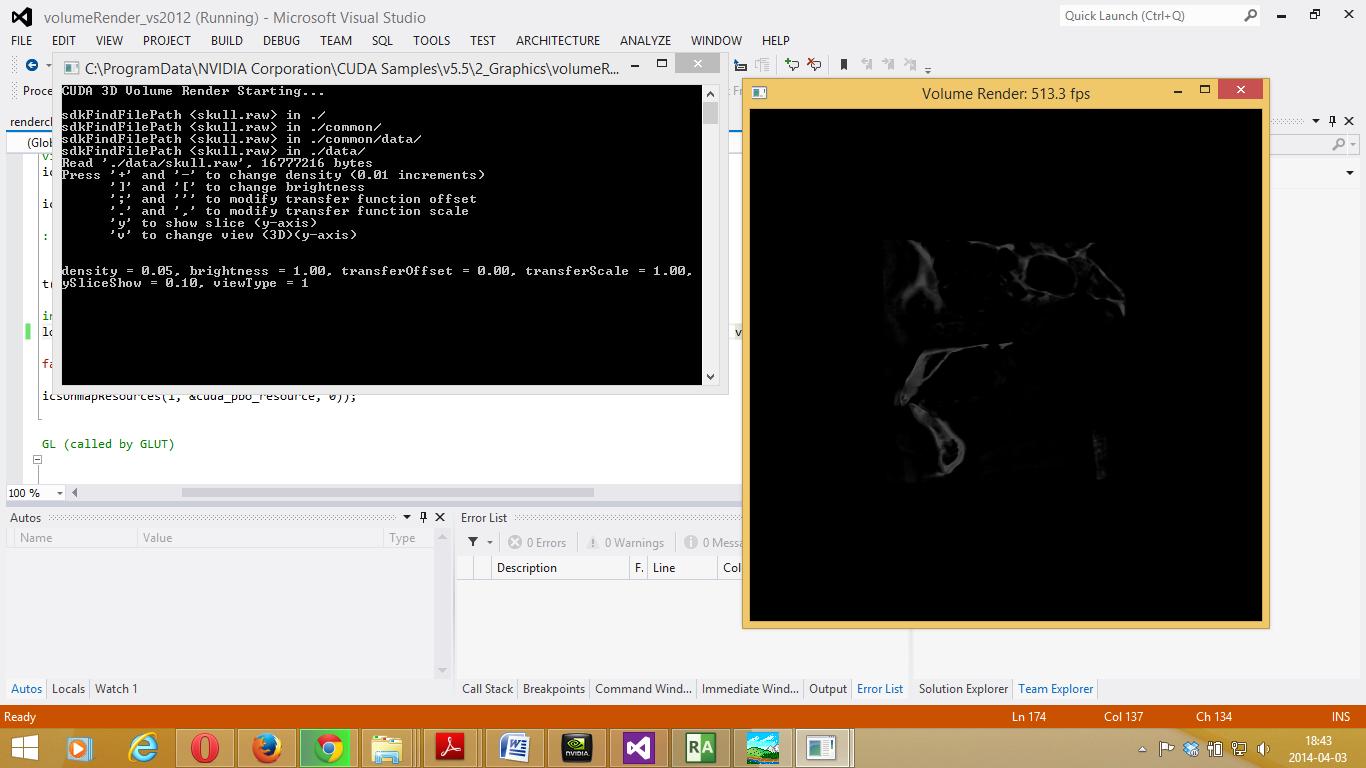 volumeRender_vs2012 (Running) - Microsoft Visual Studio
Quick Launch (Ctrl+Q)
FILE EDIT VIEW PROJECT BUILD DEBUG TEAM SQL TOOLS TEST ARCHITECTURE ANALYZE WINDOW HELP
C:\ProgramData\NVIDIA Corporation\CUDA Samples\v5.5\2_Graphics\volumeR...
Proce
rendercl
(Glob
CUDA 3D Volume Render Starting...
sdkFindFilePath <skull.raw> in ./
sdkFindFilePath <skull.raw> in ./common/
sdkFindFilePath <skull.raw> in ./common/data/
sdkFindFilePath <skull.raw> in ./data/
Read './data/skull.raw', 16777216 bytes
Press '+' and '-' to change density (0.01 increments)
']' and '[' to change brightness
';' and ''' to modify transfer function offset
'.' and ',' to modify transfer function scale
'y' to show slice (y-axis)
'v' to change view (3D)(y-axis)
density = 0.05, brightness = 1.00, transferOffset = 0.00, transferScale = 1.00,
ySliceShow = 0.10, viewType = 1
icsUnmapResources(1, &cuda_pbo_resource, 0));
GL (called by GLUT)
100 %
Volume Render: 513.3 fps
Autos
Name Value Type
Error List
0 Errors 0 Warnings 0 Messa
Description F. Line Col
Autos Locals Watch 1
Call Stack Breakpoints Command Wind... Immediate Wind... Output Error List
Solution Explorer Team Explorer
Ready Ln 174 Col 137 Ch 134 INS
NVIDIA
RA
18:43
2014-04-03